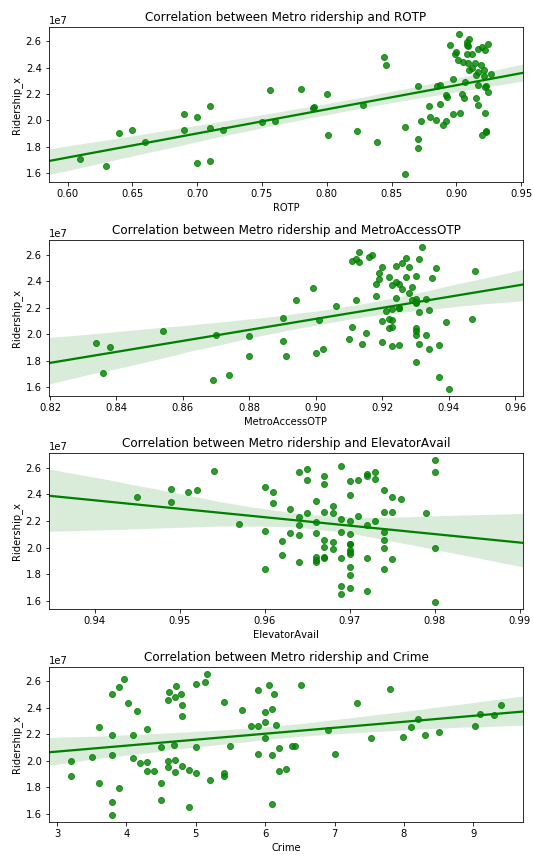 Correlation between Metro ridership and ROTP
1e7
2.6
2.4
2.2
2.0
1.8
1.6
Ridership_x
0.60 0.65 0.70 0.75 0.80 0.85 0.90 0.95
ROTP
Correlation between Metro ridership and MetroAccessOTP
1e7
2.6
2.4
2.2
2.0
1.8
1.6
Ridership_x
0.82 0.84 0.86 0.88 0.90 0.92 0.94 0.96
MetroAccessOTP
Correlation between Metro ridership and ElevatorAvail
1e7
2.6
2.4
2.2
2.0
1.8
1.6
Ridership_x
0.94 0.95 0.96 0.97 0.98 0.99
ElevatorAvail
Correlation between Metro ridership and Crime
1e7
2.6
2.4
2.2
2.0
1.8
1.6
Ridership_x
3 4 5 6 7 8 9
Crime